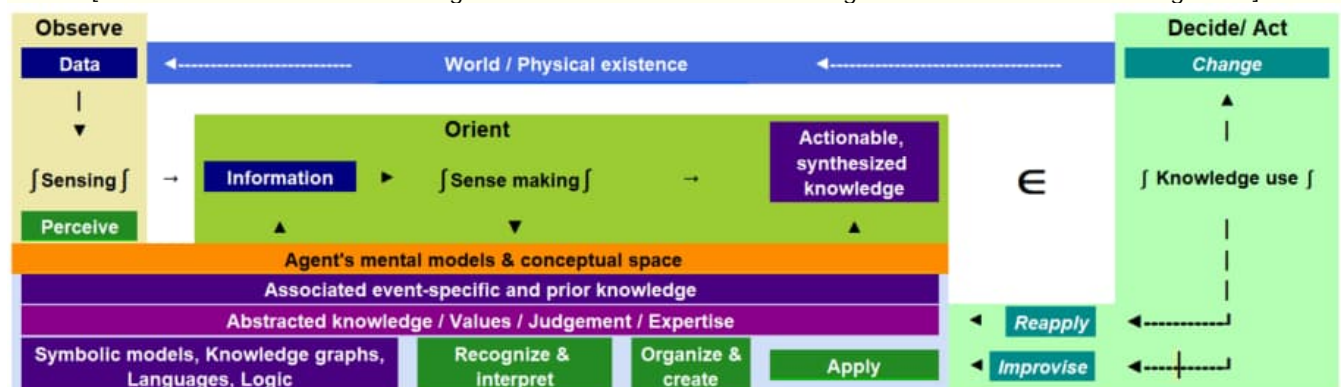 Observe
Decide/ Act
Data
◄--------------------------- World / Physical existence ◄------------------------------------
Change
Orient
Actionable,
synthesized
knowledge
∫Sensing∫ → Information ► ∫Sense making∫ →
∈
∫ Knowledge use ∫
Perceive
Agent's mental models & conceptual space
Associated event-specific and prior knowledge
Abstracted knowledge / Values / Judgement / Expertise
Reapply
Symbolic models, Knowledge graphs,
Languages, Logic
Recognize &
interpret
Organize &
create
Apply
Improvise